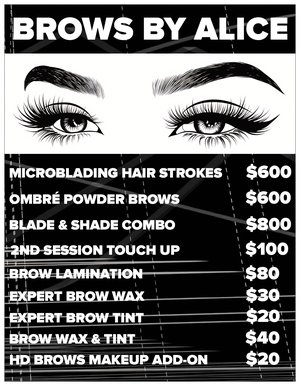 BROWS BY ALICE
MICROBLADING HAIR STROKES $600
OMBRÉ POWDER BROWS $600
BLADE & SHADE COMBO $800
2ND SESSION TOUCH UP $100
BROW LAMINATION $80
EXPERT BROW WAX $30
EXPERT BROW TINT $20
BROW WAX & TINT $40
HD BROWS MAKEUP ADD-ON $20